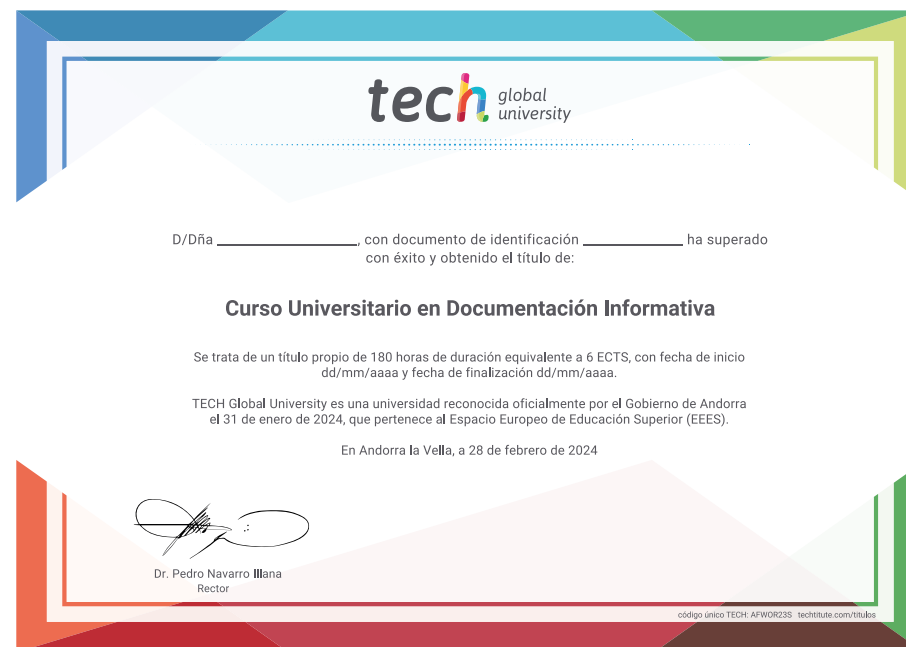 tech global university
D/Dña ____________________, con documento de identificación ______________ ha superado
con éxito y obtenido el título de:
Curso Universitario en Documentación Informativa
Se trata de un título propio de 180 horas de duración equivalente a 6 ECTS, con fecha de inicio
dd/mm/aaaa y fecha de finalización dd/mm/aaaa.
TECH Global University es una universidad reconocida oficialmente por el Gobierno de Andorra
el 31 de enero de 2024, que pertenece al Espacio Europeo de Educación Superior (EEES).
En Andorra la Vella, a 28 de febrero de 2024
Dr. Pedro Navarro Illana
Rector
código único TECH: AFWOR23S techtitute.com/titulos